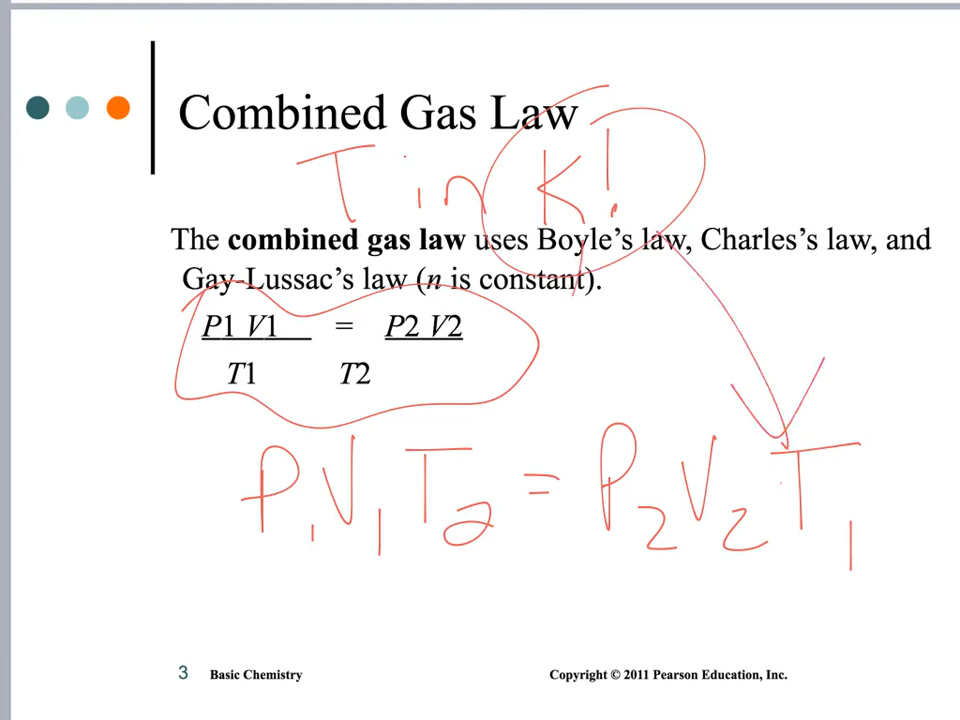 Combined Gas Law
T in K!
The combined gas law uses Boyle's law, Charles's law, and
Gay-Lussac's law (n is constant).
P1 V1 = P2 V2
T1 T2
P₁V₁T₂ = P₂V₂T₁
3 Basic Chemistry Copyright © 2011 Pearson Education, Inc.